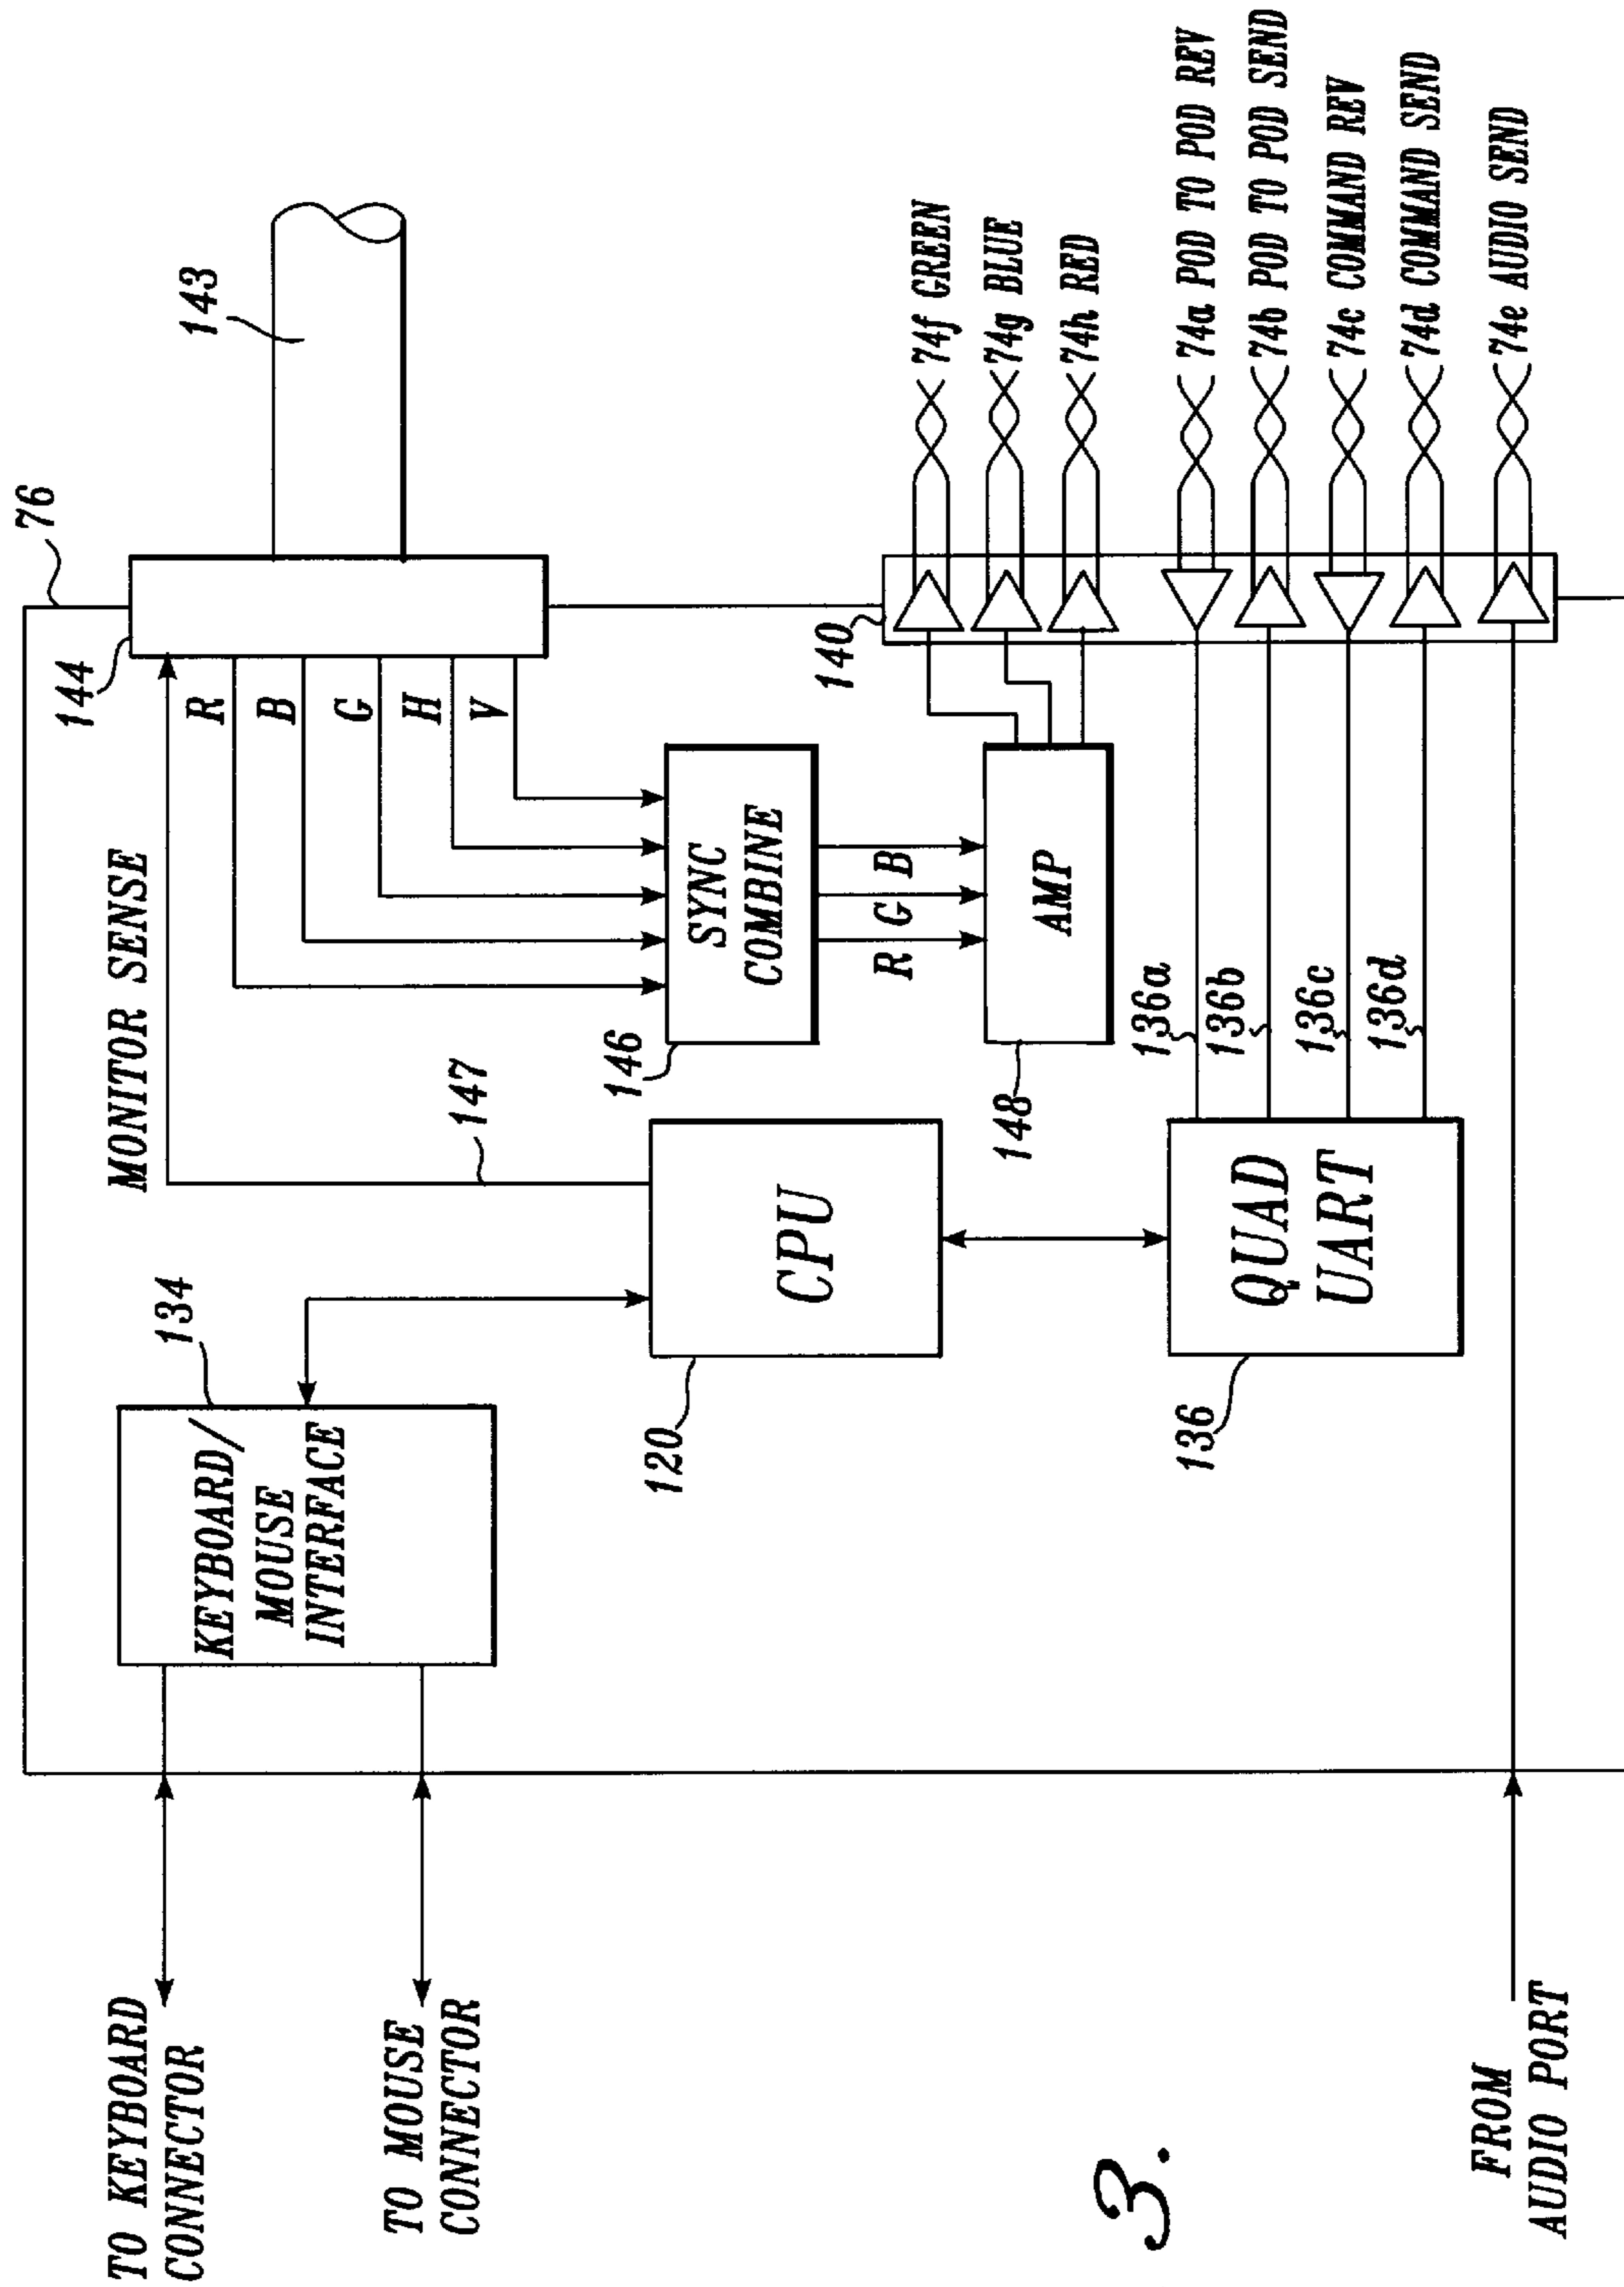 TO KEYBOARD
CONNECTOR
TO MOUSE
CONNECTOR
FROM
AUDIO PORT
3.
KEYBOARD/
MOUSE
INTERFACE
134
MONITOR SENSE
147
CPU
120
QUAD
UART
136
136a
136b
136c
136d
76
144
R
B
G
H
V
143
SYNC
COMBINE
146
R G B
AMP
148
140
74f GREEN
74g BLUE
74h RED
74a POD TO POD REV
74b POD TO POD SEND
74c COMMAND REV
74d COMMAND SEND
74e AUDIO SEND